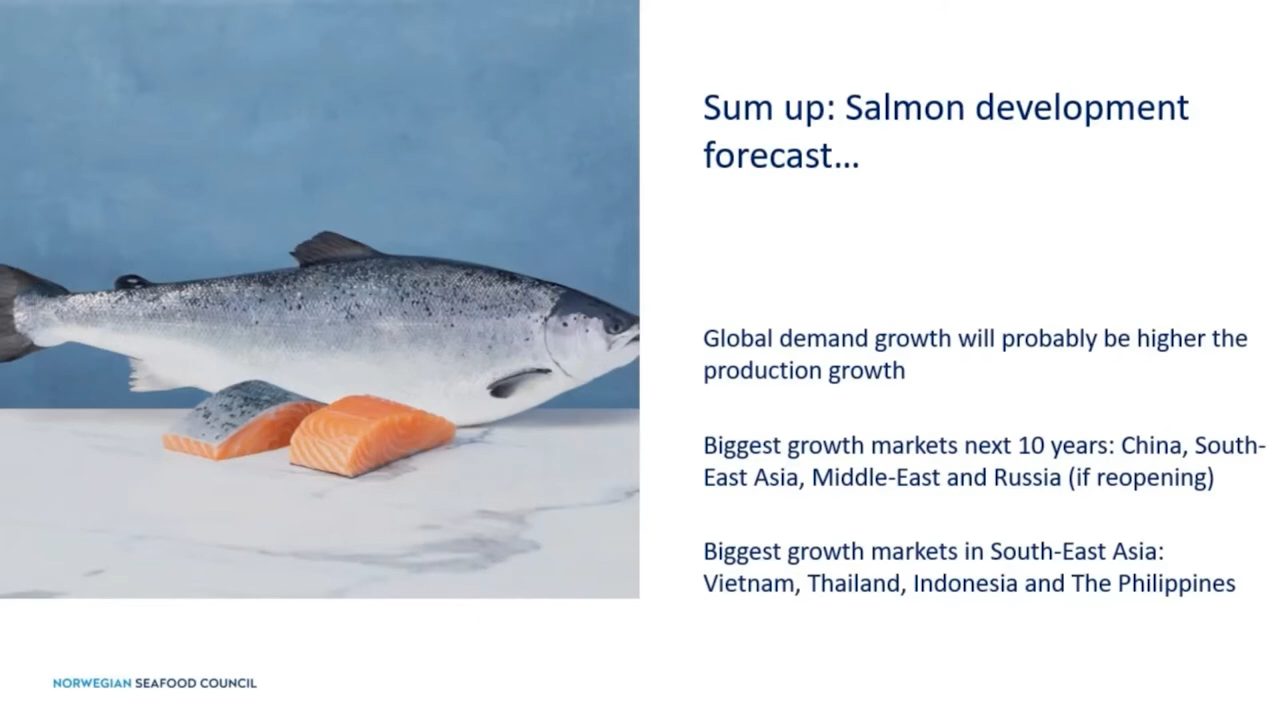 Sum up: Salmon development
forecast…
Global demand growth will probably be higher the
production growth
Biggest growth markets next 10 years: China, South-
East Asia, Middle-East and Russia (if reopening)
Biggest growth markets in South-East Asia:
Vietnam, Thailand, Indonesia and The Philippines
NORWEGIAN SEAFOOD COUNCIL